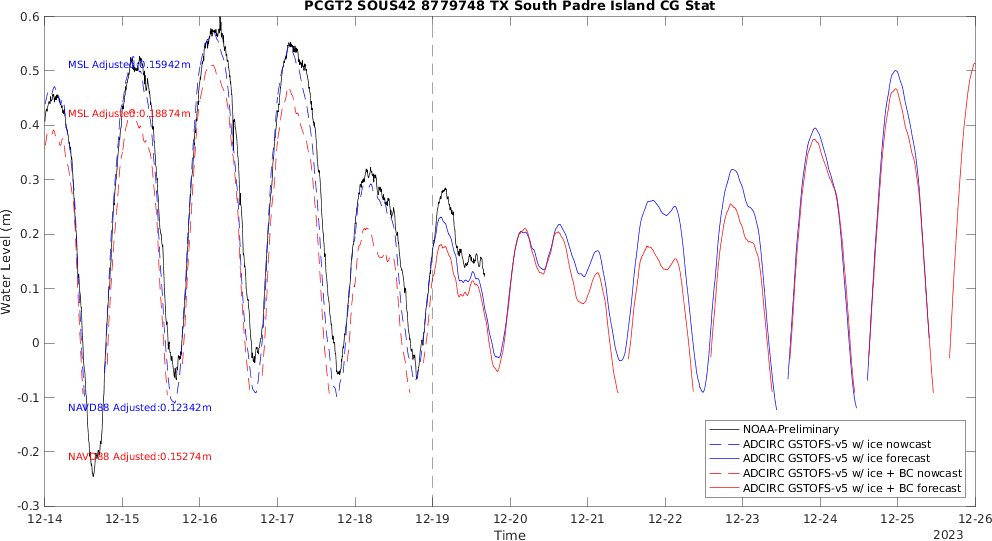 PCGT2 SOUS42 8779748 TX South Padre Island CG Stat
0.6
0.5
0.4
0.3
0.2
0.1
0
-0.1
-0.2
-0.3
Water Level (m)
MSL Adjusted:0.15942m
MSL Adjusted:0.18874m
NAVD88 Adjusted:0.12342m
NAVD88 Adjusted:0.15274m
NOAA-Preliminary
ADCIRC GSTOFS-v5 w/ ice nowcast
ADCIRC GSTOFS-v5 w/ ice forecast
ADCIRC GSTOFS-v5 w/ ice + BC nowcast
ADCIRC GSTOFS-v5 w/ ice + BC forecast
12-14 12-15 12-16 12-17 12-18 12-19 12-20 12-21 12-22 12-23 12-24 12-25 12-26
Time
2023